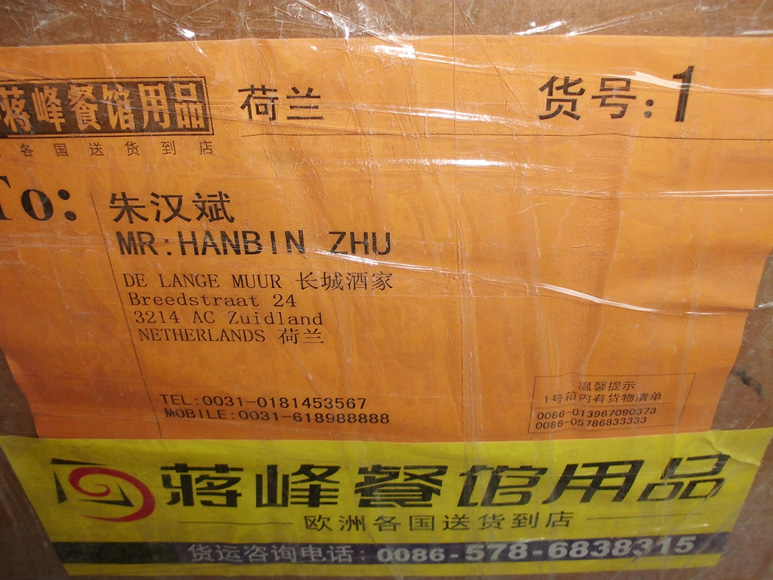 蒋峰餐馆用品 荷兰 货号:1
各国送货到店
To: 朱汉斌
MR:HANBIN ZHU
DE LANGE MUUR 长城酒家
Breedstraat 24
3214 AC Zuidland
NETHERLANDS 荷兰
TEL:0031-0181453567
MOBILE:0031-618988888
温馨提示
1号箱内有货物清单
0086-013967090373
0086-05786833333
蒋峰餐馆用品
欧洲各国送货到店
货运咨询电话:0086-578-6838315